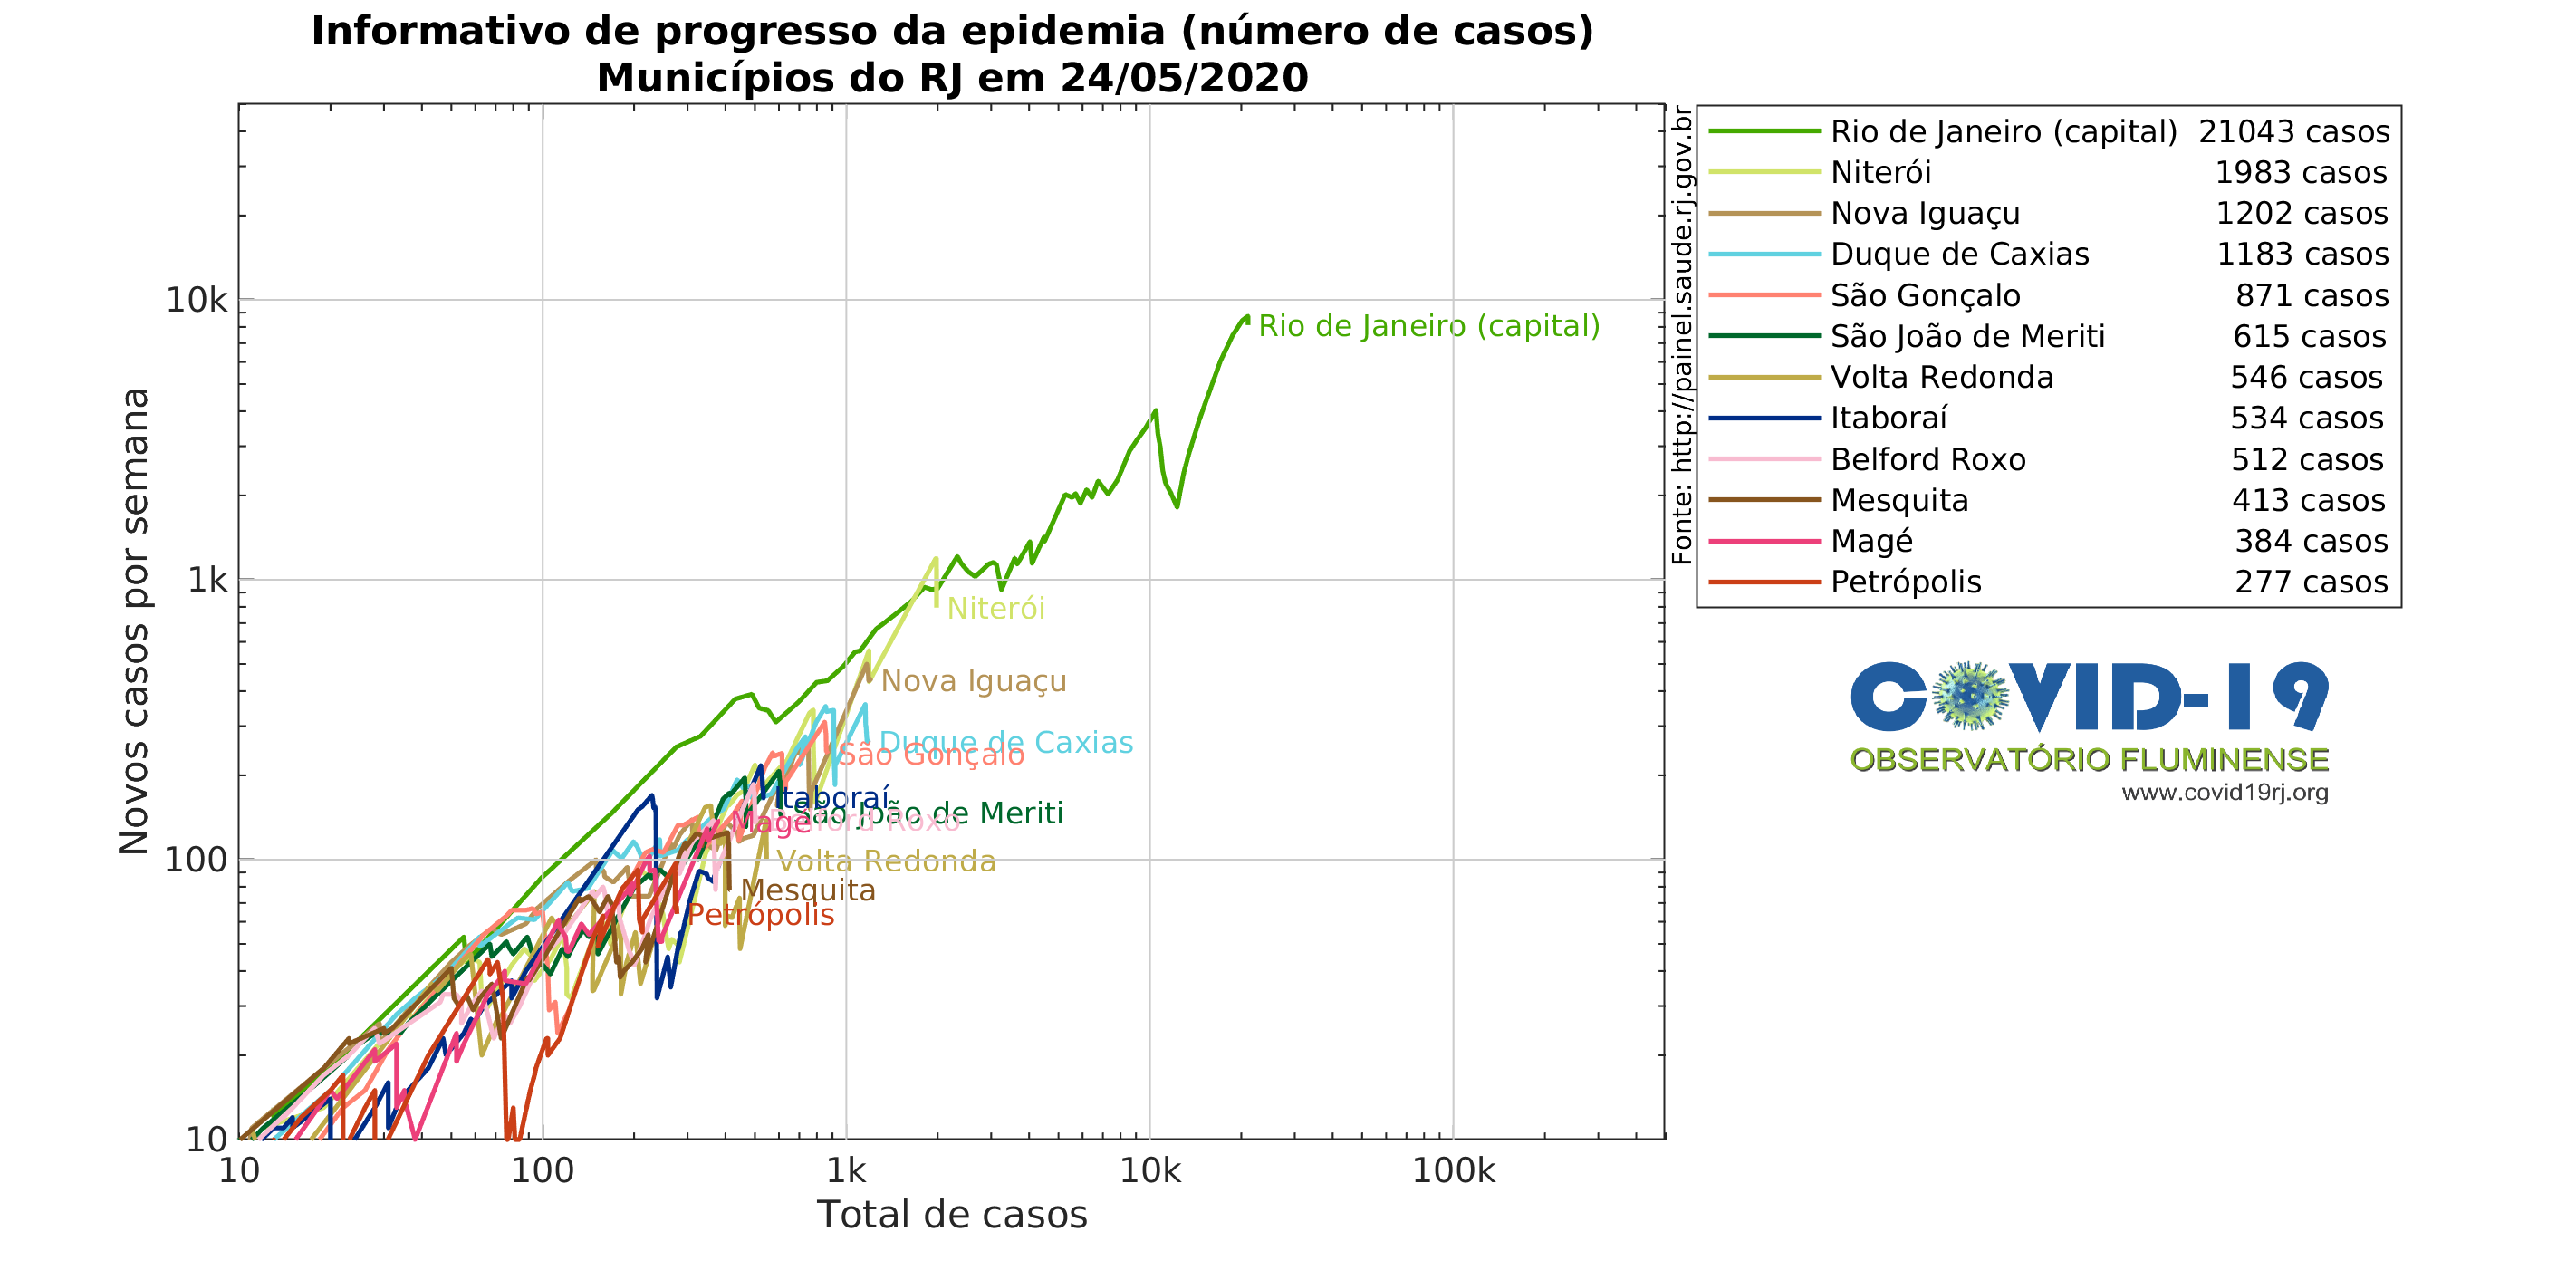 Informativo de progresso da epidemia (número de casos)
Municípios do RJ em 24/05/2020
Novos casos por semana
10k
1k
100
10
10
100
1k
10k
100k
Total de casos
Rio de Janeiro (capital)
Niterói
Nova Iguaçu
Duque de Caxias
São Gonçalo
Itaboraí
São João de Meriti
Belford Roxo
Magé
Volta Redonda
Mesquita
Petrópolis
Fonte: http://painel.saude.rj.gov.br
Rio de Janeiro (capital) 21043 casos
Niterói 1983 casos
Nova Iguaçu 1202 casos
Duque de Caxias 1183 casos
São Gonçalo 871 casos
São João de Meriti 615 casos
Volta Redonda 546 casos
Itaboraí 534 casos
Belford Roxo 512 casos
Mesquita 413 casos
Magé 384 casos
Petrópolis 277 casos
COVID-19
OBSERVATÓRIO FLUMINENSE
www.covid19rj.org